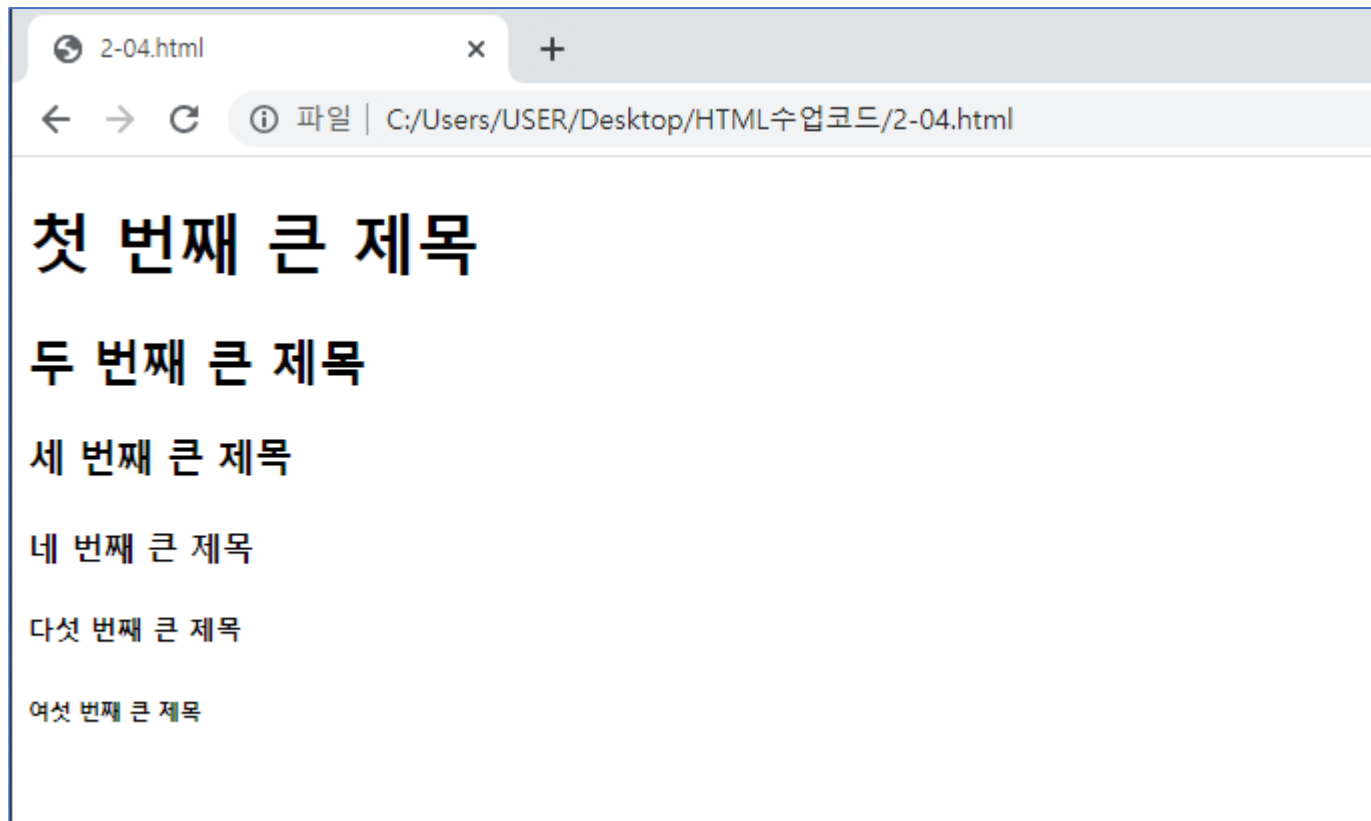 2-04.html
파일 C:/Users/USER/Desktop/HTML수업코드/2-04.html
첫 번째 큰 제목
두 번째 큰 제목
세 번째 큰 제목
네 번째 큰 제목
다섯 번째 큰 제목
여섯 번째 큰 제목